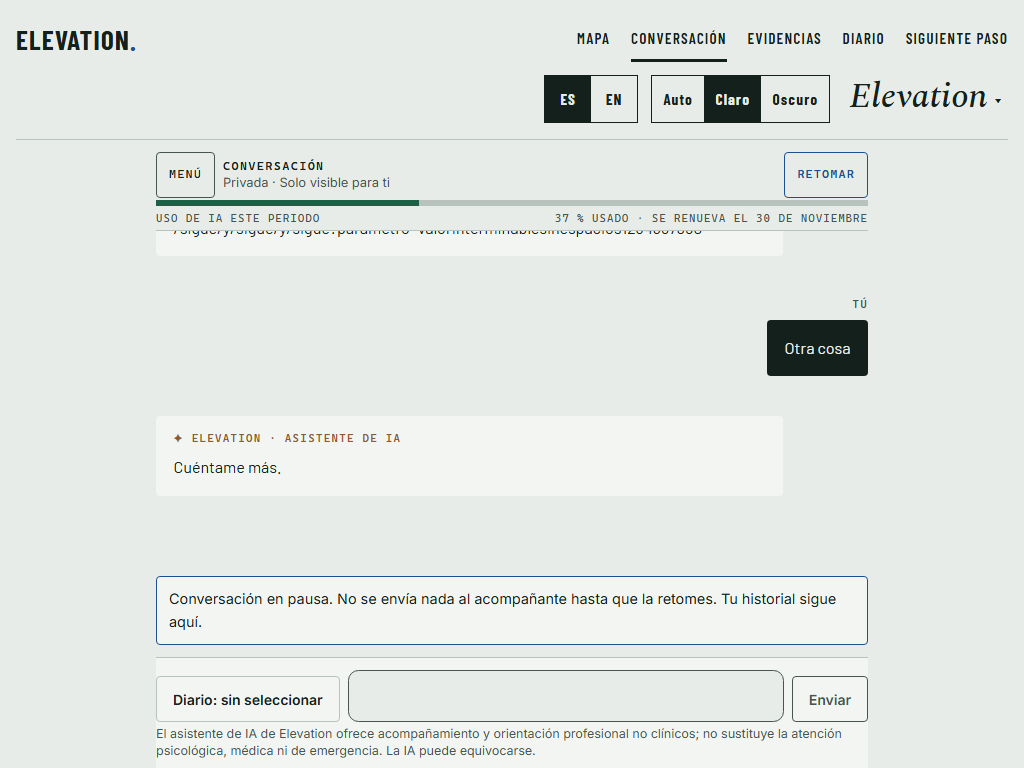 ELEVATION.
MAPA
CONVERSACIÓN
EVIDENCIAS
DIARIO
SIGUIENTE PASO
ES
EN
Auto
Claro
Oscuro
Elevation
MENÚ
CONVERSACIÓN
Privada · Solo visible para ti
RETOMAR
USO DE IA ESTE PERIODO
37 % USADO · SE RENUEVA EL 30 DE NOVIEMBRE
TÚ
Otra cosa
✦ ELEVATION · ASISTENTE DE IA
Cuéntame más.
Conversación en pausa. No se envía nada al acompañante hasta que la retomes. Tu historial sigue
aquí.
Diario: sin seleccionar
Enviar
El asistente de IA de Elevation ofrece acompañamiento y orientación profesional no clínicos; no sustituye la atención
psicológica, médica ni de emergencia. La IA puede equivocarse.